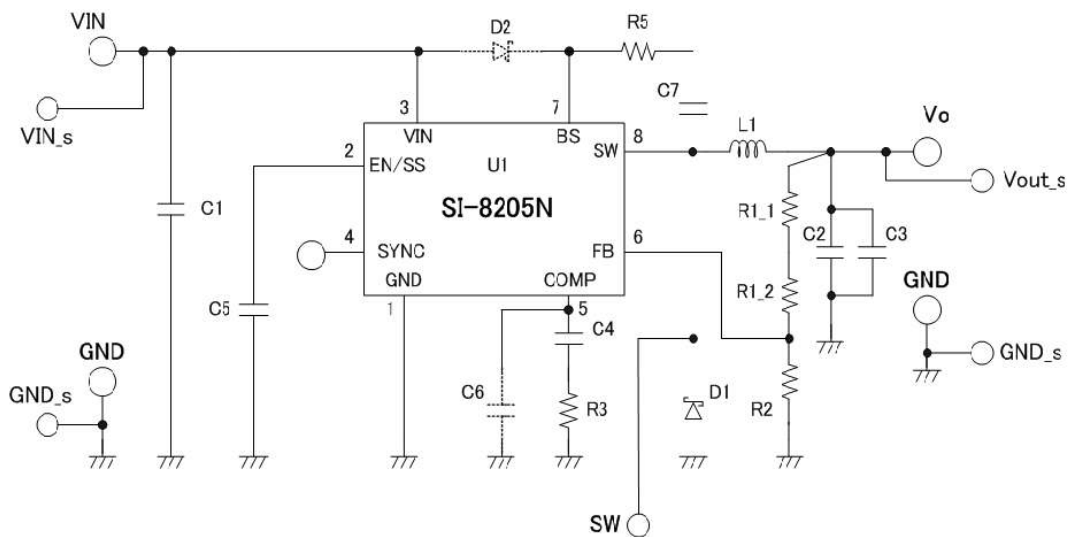 VIN
D2
R5
VIN_s
3
7
C7
VIN
BS
L1
Vo
2
EN/SS
U1
SW
8
Vout_s
C1
SI-8205N
R1_1
4
SYNC
FB
6
C2
C3
GND
COMP
R1_2
GND
C5
1
5
C4
GND
GND_s
GND_s
C6
R3
D1
R2
SW